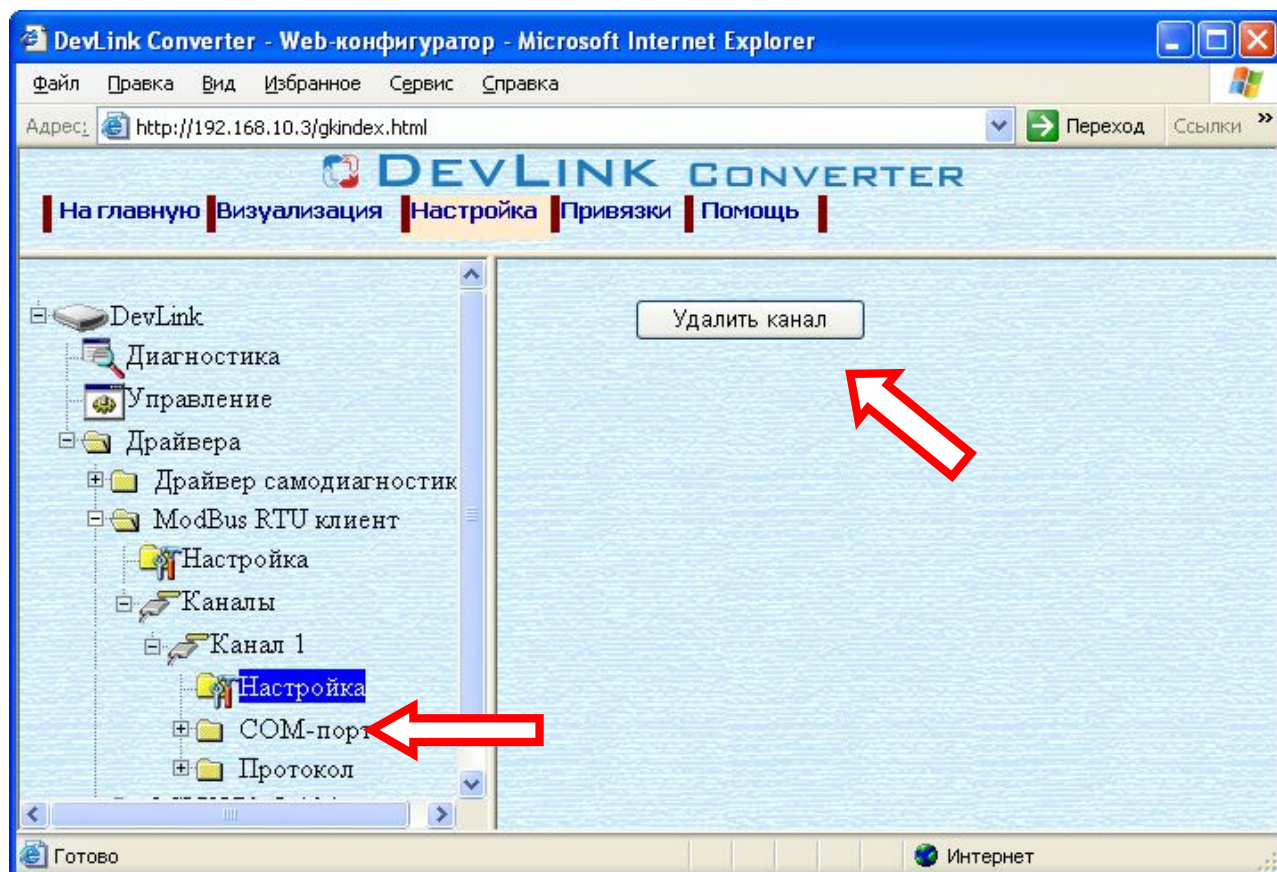 DevLink Converter - Web-конфигуратор - Microsoft Internet Explorer
Файл Правка Вид Избранное Сервис Справка
Адрес: http://192.168.10.3/gkindex.html Переход Ссылки »
DEVLINK CONVERTER
На главную Визуализация Настройка Привязки Помощь
DevLink
Диагностика
Управление
Драйвера
Драйвер самодиагностик
ModBus RTU клиент
Настройка
Каналы
Канал 1
Настройка
COM-порт
Протокол
Удалить канал
Готово
Интернет